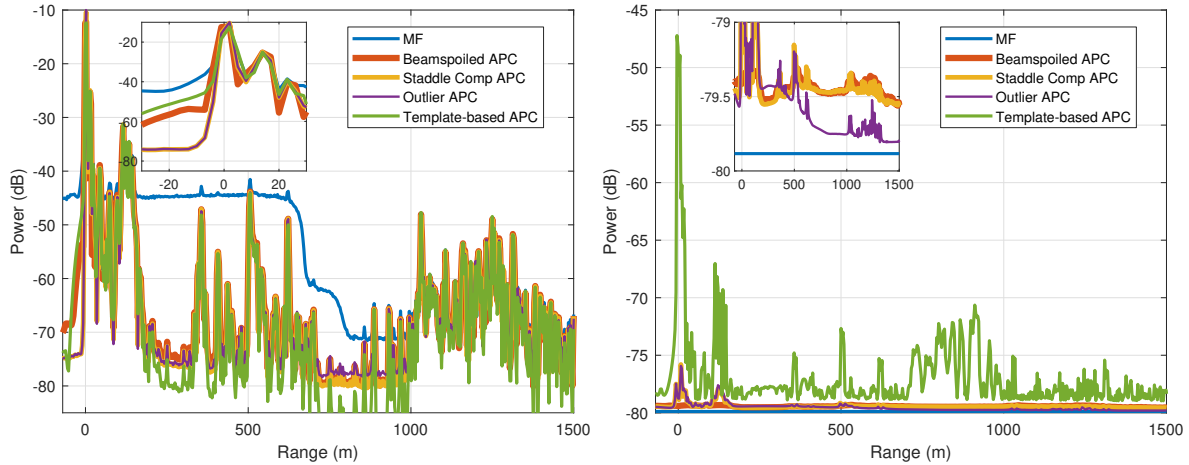 -10
-20
-30
-40
-50
-60
-70
-80
0
500
1000
1500
Range (m)
Power (dB)
-20
-40
-60
-80
-20
0
20
MF
Beamspoiled APC
Staddle Comp APC
Outlier APC
Template-based APC
-45
-50
-55
-60
-65
-70
-75
-80
0
500
1000
1500
Range (m)
Power (dB)
-79
-79.5
-80
0
500
1000
1500
MF
Beamspoiled APC
Staddle Comp APC
Outlier APC
Template-based APC